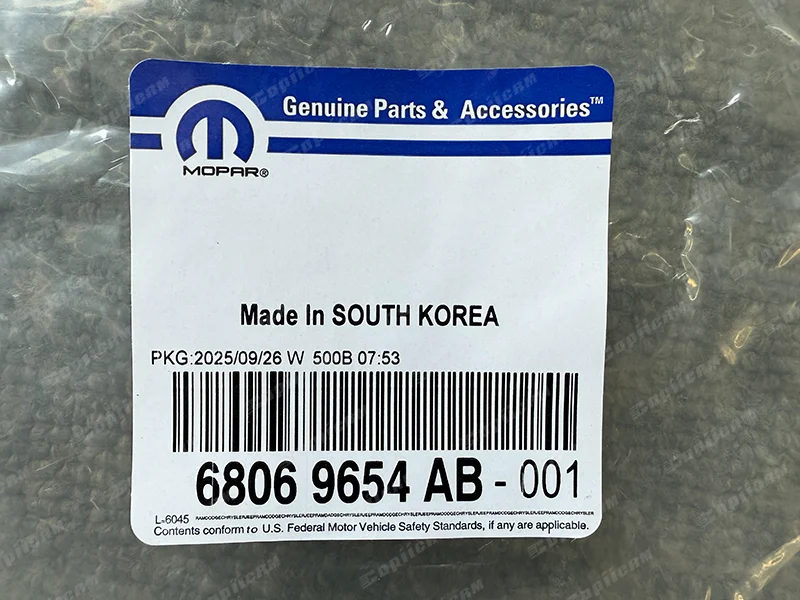 Genuine Parts & Accessories™
MOPAR®
Made In SOUTH KOREA
PKG:2025/09/26 W 500B 07:53
6806 9654 AB - 001
L-6045
Contents conform to U.S. Federal Motor Vehicle Safety Standards, if any are applicable.